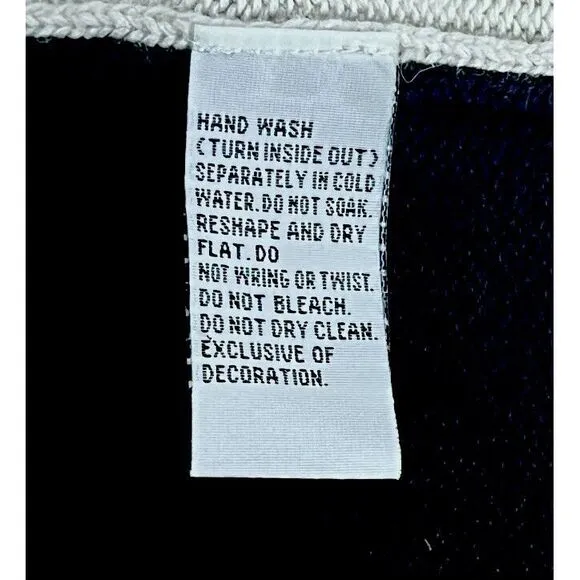 HAND WASH
(TURN INSIDE OUT)
SEPARATELY IN COLD
WATER.DO NOT SOAK.
RESHAPE AND DRY
FLAT.DO
NOT WRING OR TWIST.
DO NOT BLEACH.
DO NOT DRY CLEAN.
EXCLUSIVE OF
DECORATION.